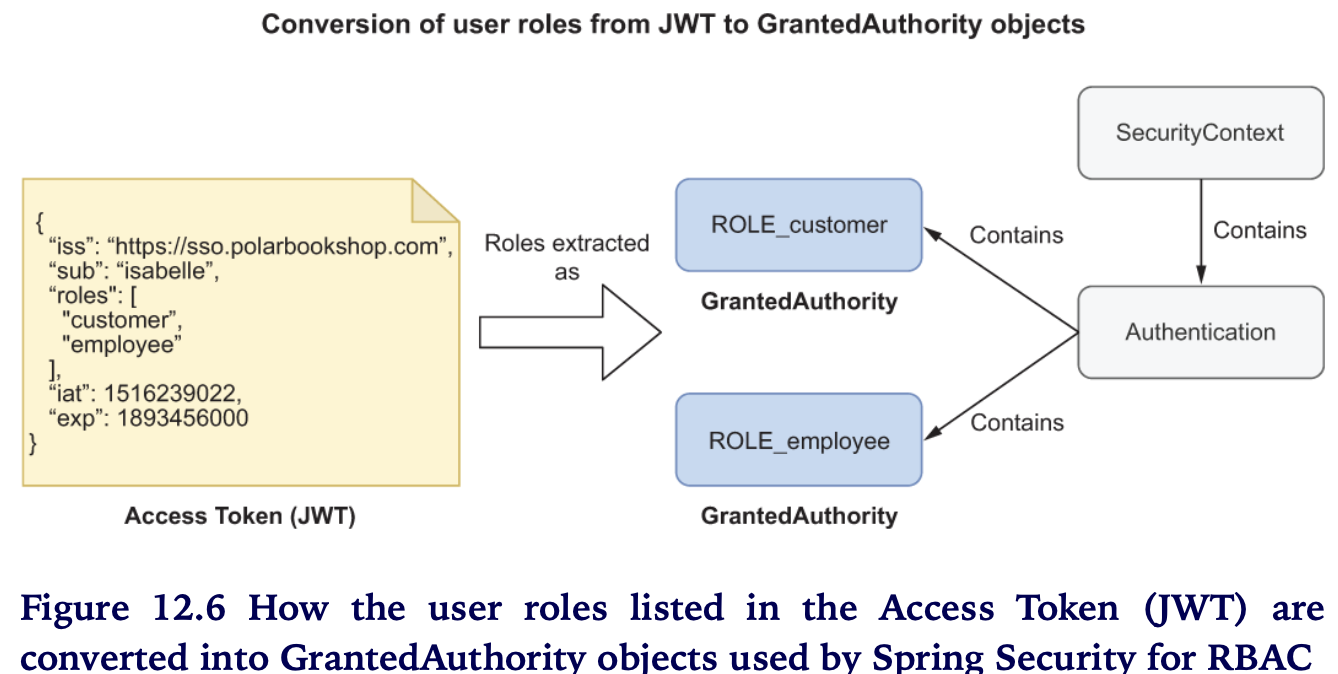 Conversion of user roles from JWT to GrantedAuthority objects
{
“iss”: “https://sso.polarbookshop.com”,
“sub”: “isabelle”,
“roles": [
"customer”,
"employee”
],
“iat”: 1516239022,
“exp”: 1893456000
}
Access Token (JWT)
Roles extracted
as
ROLE_customer
GrantedAuthority
ROLE_employee
GrantedAuthority
Contains
Contains
SecurityContext
Contains
Authentication
Figure 12.6 How the user roles listed in the Access Token (JWT) are
converted into GrantedAuthority objects used by Spring Security for RBAC